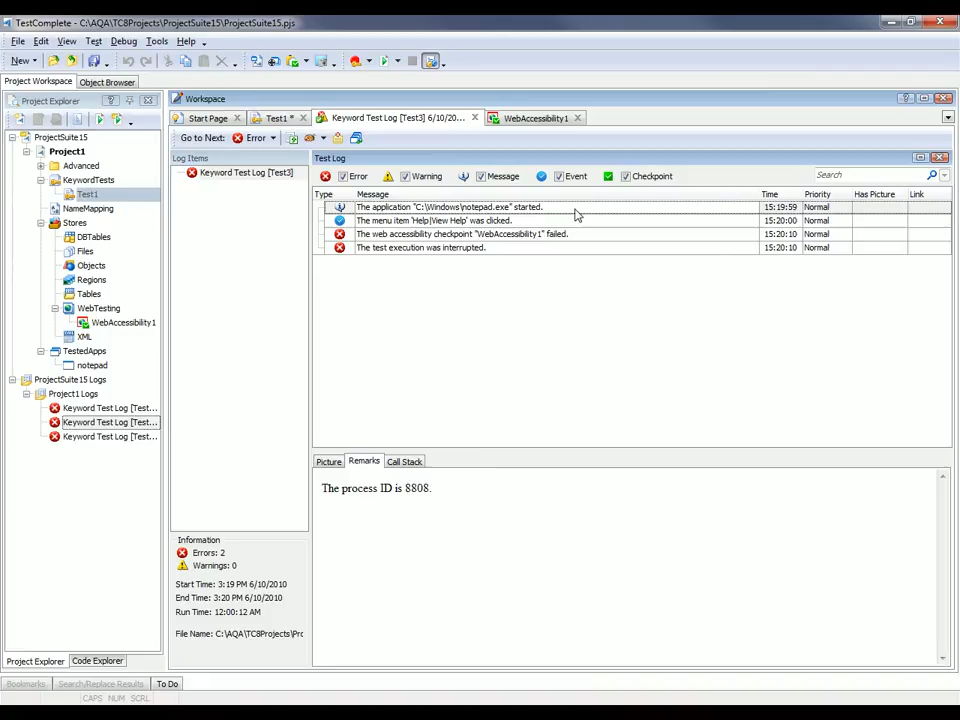 TestComplete - C:\AQA\TC8Projects\ProjectSuite15\ProjectSuite15.pjs
File Edit View Test Debug Tools Help
New
Project Workspace Object Browser
Project Explorer
ProjectSuite15
Project1
Advanced
KeywordTests
Test1
NameMapping
Stores
DBTables
Files
Objects
Regions
Tables
WebTesting
WebAccessibility1
XML
TestedApps
notepad
ProjectSuite15 Logs
Project1 Logs
Keyword Test Log [Test...
Keyword Test Log [Test...
Keyword Test Log [Test...
Project Explorer Code Explorer
Workspace
Start Page Test1 * Keyword Test Log [Test3] 6/10/20... WebAccessibility1
Go to Next: Error
Log Items
Keyword Test Log [Test3]
Information
Errors: 2
Warnings: 0
Start Time: 3:19 PM 6/10/2010
End Time: 3:20 PM 6/10/2010
Run Time: 12:00:12 AM
File Name: C:\AQA\TC8Projects\Prc
Test Log
Error Warning Message Event Checkpoint Search
Type Message Time Priority Has Picture Link
The application "C:\Windows\notepad.exe" started. 15:19:59 Normal
The menu item 'Help|View Help' was clicked. 15:20:00 Normal
The web accessibility checkpoint "WebAccessibility1" failed. 15:20:10 Normal
The test execution was interrupted. 15:20:10 Normal
Picture Remarks Call Stack
The process ID is 8808.
Bookmarks Search/Replace Results To Do
CAPS NUM SCRL